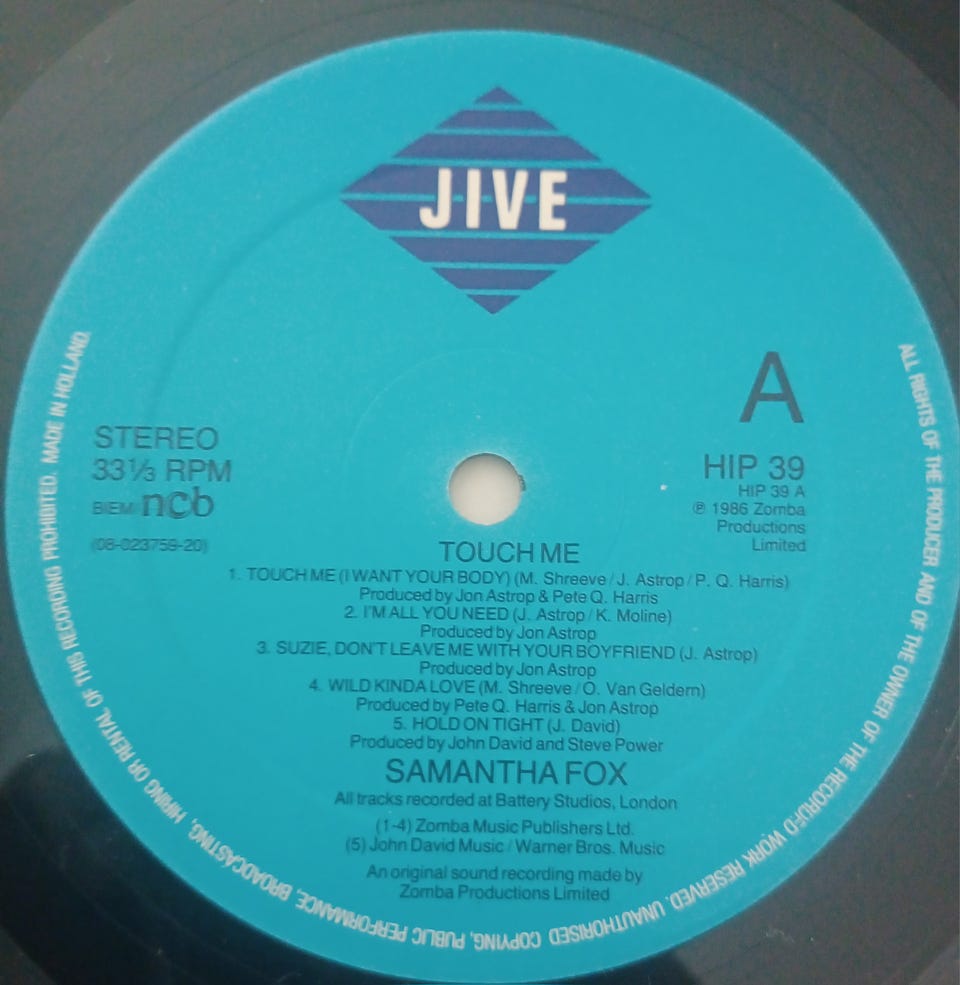 JIVE
A
STEREO
33⅓ RPM
BIEM/ncb
(08-023759-20)
HIP 39
HIP 39 A
℗ 1986 Zomba
Productions
Limited
TOUCH ME
1. TOUCH ME (I WANT YOUR BODY) (M. Shreeve/J. Astrop/P. Q. Harris)
Produced by Jon Astrop & Pete Q. Harris
2. I'M ALL YOU NEED (J. Astrop/K. Moline)
Produced by Jon Astrop
3. SUZIE, DON'T LEAVE ME WITH YOUR BOYFRIEND (J. Astrop)
Produced by Jon Astrop
4. WILD KINDA LOVE (M. Shreeve/O. Van Geldern)
Produced by Pete Q. Harris & Jon Astrop
5. HOLD ON TIGHT (J. David)
Produced by John David and Steve Power
SAMANTHA FOX
All tracks recorded at Battery Studios, London
(1-4) Zomba Music Publishers Ltd.
(5) John David Music/Warner Bros. Music
An original sound recording made by
Zomba Productions Limited
ALL RIGHTS OF THE PRODUCER AND OF THE OWNER OF THE RECORDED WORK RESERVED. UNAUTHORISED COPYING, PUBLIC PERFORMANCE, BROADCASTING, HIRING OR RENTAL OF THIS RECORDING PROHIBITED. MADE IN HOLLAND.